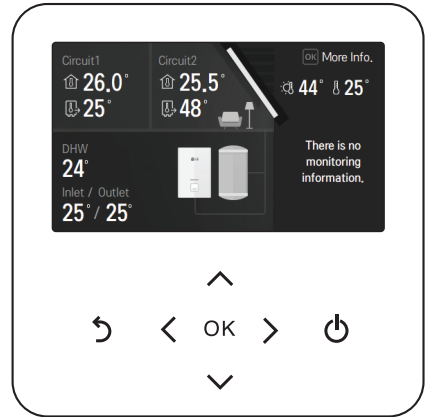 Circuit1
26.0°
25°
Circuit2
25.5°
48°
OK More Info.
44° 25°
There is no
monitoring
information.
DHW
24°
Inlet / Outlet
25° / 25°
LG
OK